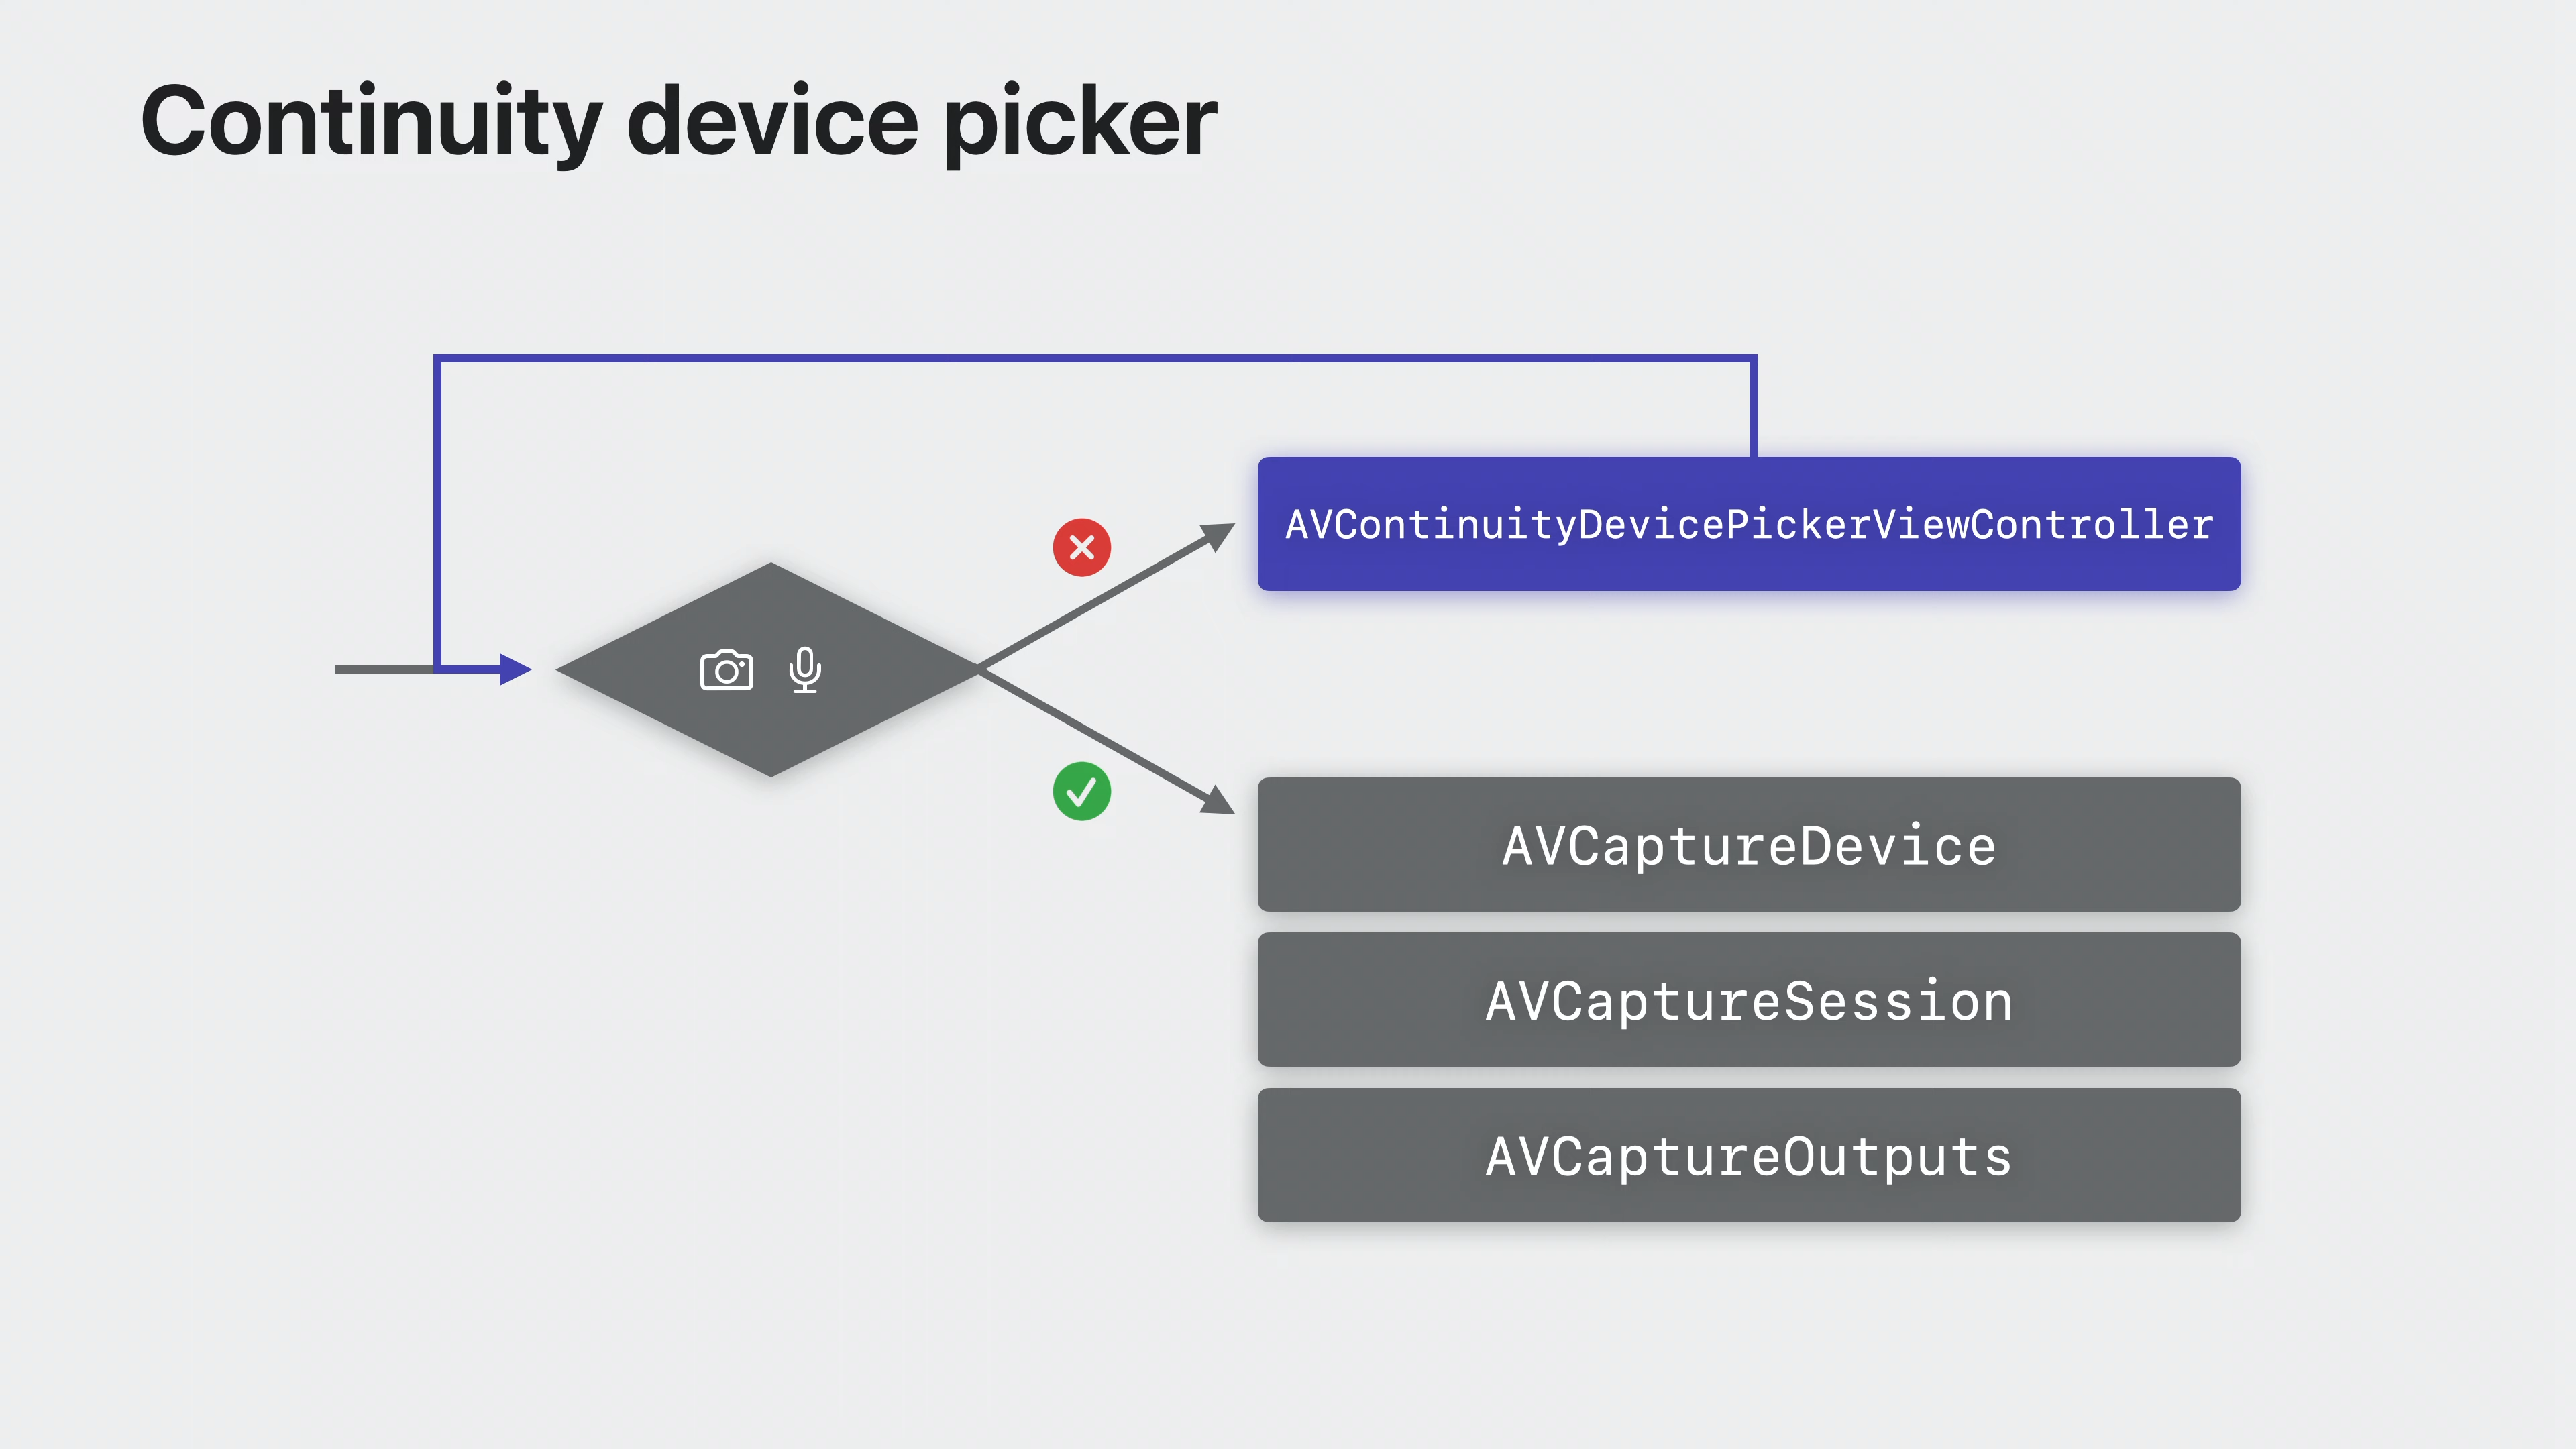 Continuity device picker
AVContinuityDevicePickerViewController
AVCaptureDevice
AVCaptureSession
AVCaptureOutputs